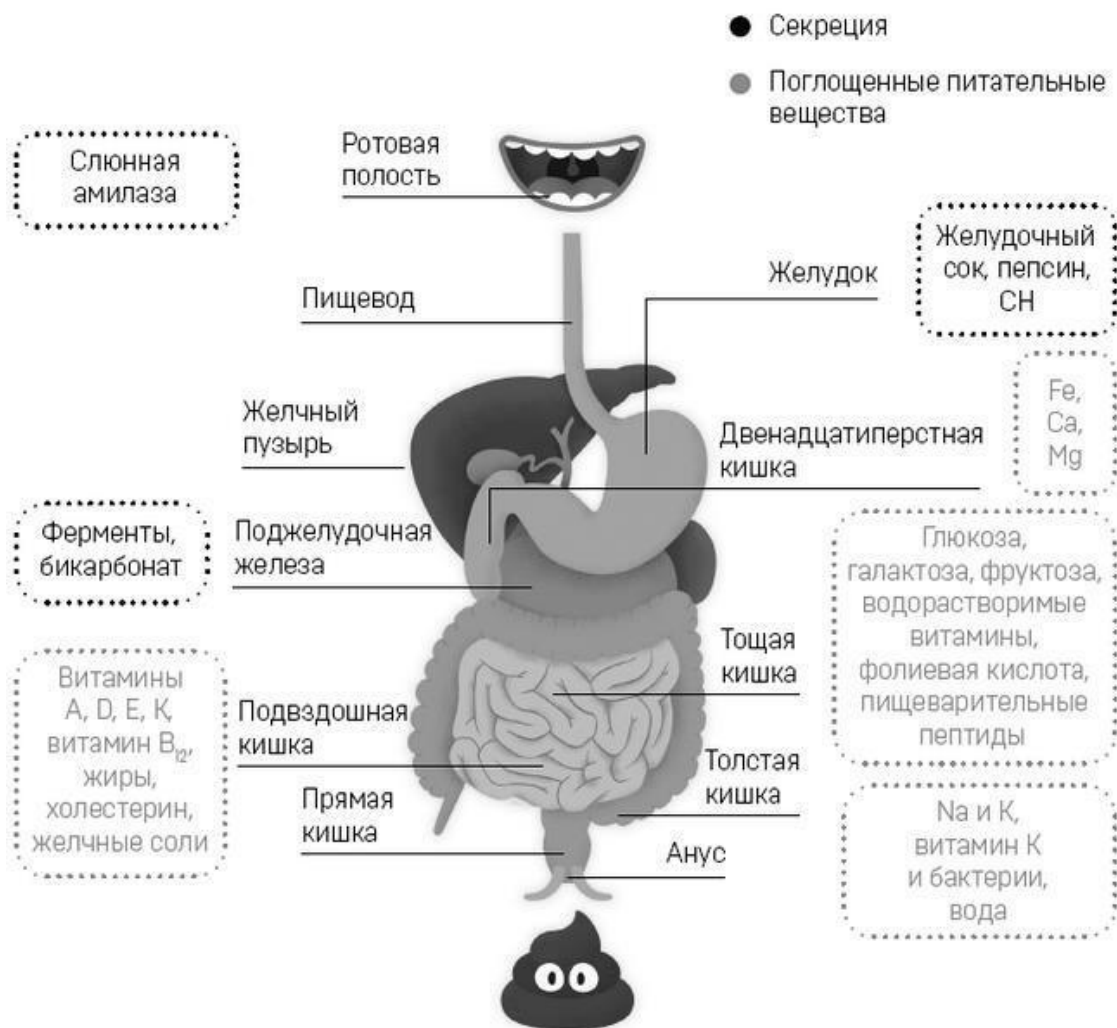 Секреция
Поглощенные питательные
вещества
Слюнная
амилаза
Ротовая
полость
Желудочный
сок, пепсин,
CH
Желудок
Пищевод
Fe,
Ca,
Mg
Желчный
пузырь
Двенадцатиперстная
кишка
Ферменты,
бикарбонат
Поджелудочная
железа
Глюкоза,
галактоза, фруктоза,
водорастворимые
витамины,
фолиевая кислота,
пищеварительные
пептиды
Тощая
кишка
Витамины
A, D, E, K,
витамин B₁₂,
жиры,
холестерин,
желчные соли
Подвздошная
кишка
Толстая
кишка
Прямая
кишка
Анус
Na и K,
витамин K
и бактерии,
вода